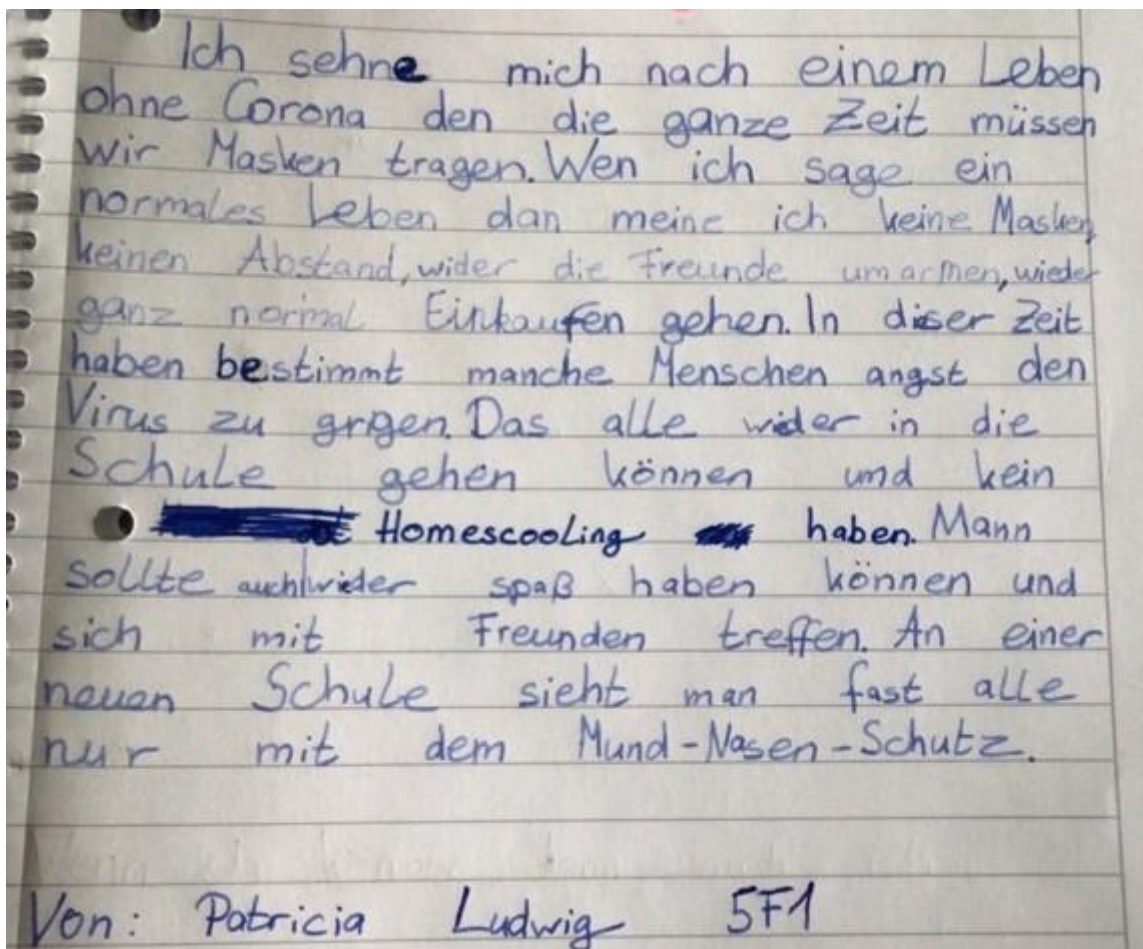 Ich sehne mich nach einem Leben
ohne Corona den die ganze Zeit müssen
wir Masken tragen. Wen ich sage ein
normales Leben dan meine ich keine Masken,
keinen Abstand, wider die Freunde umarmen, wieder
ganz normal Einkaufen gehen. In dieser Zeit
haben bestimmt manche Menschen angst den
Virus zu grigen. Das alle wider in die
Schule gehen können und kein
Homescooling haben. Mann
sollte auch wider spaß haben können und
sich mit Freunden treffen. An einer
neuen Schule sieht man fast alle
nur mit dem Mund-Nasen-Schutz.
Von: Patricia Ludwig 5F1